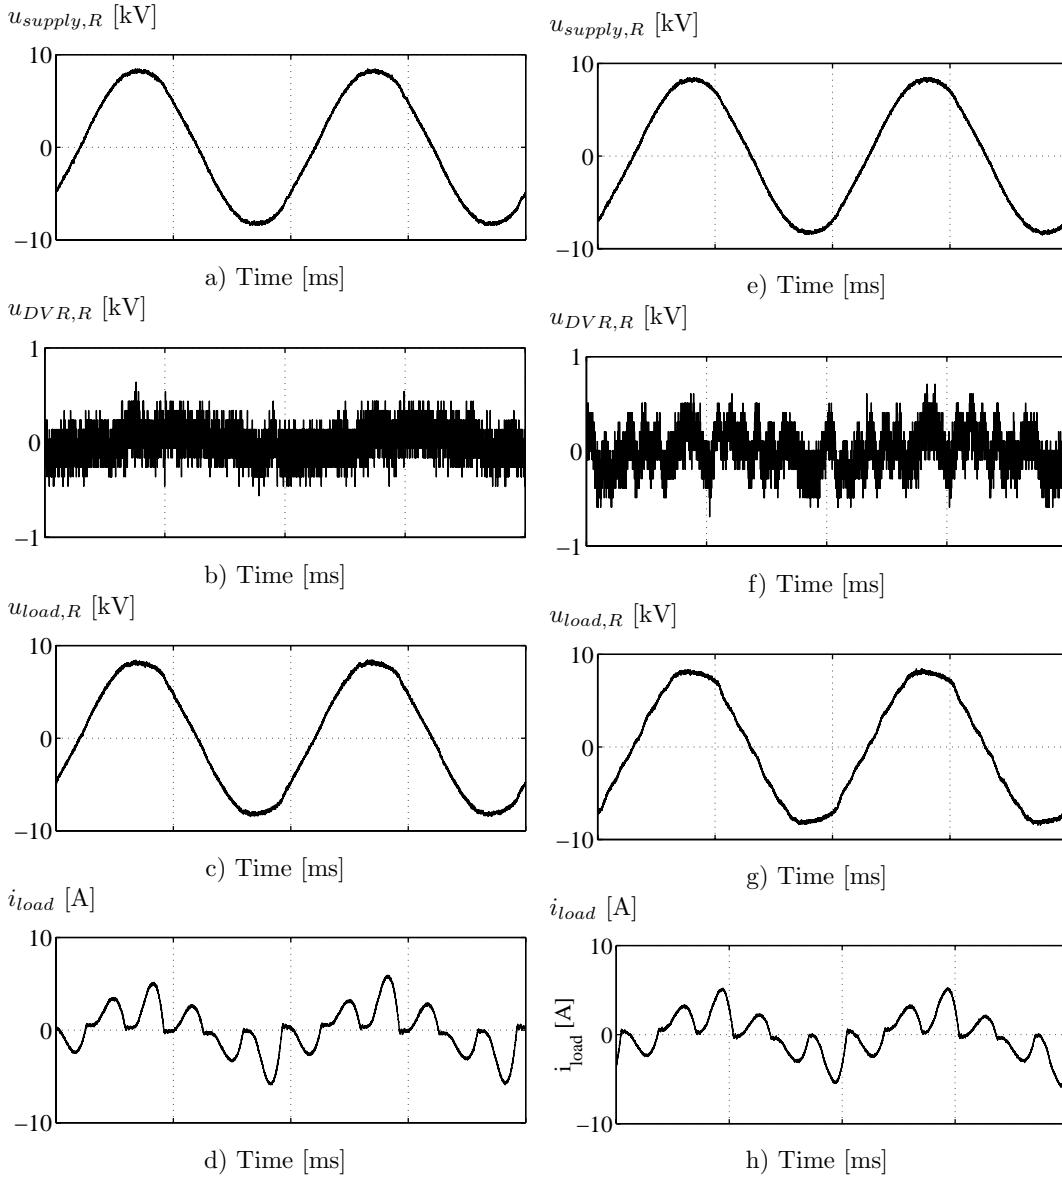 u_{supply,R} [kV]
10
0
−10
a) Time [ms]
u_{DVR,R} [kV]
1
0
−1
b) Time [ms]
u_{load,R} [kV]
10
0
−10
c) Time [ms]
i_{load} [A]
10
0
−10
d) Time [ms]
u_{supply,R} [kV]
10
0
−10
e) Time [ms]
u_{DVR,R} [kV]
1
0
−1
f) Time [ms]
u_{load,R} [kV]
10
0
−10
g) Time [ms]
i_{load} [A]
10
0
−10
i_{load} [A]
h) Time [ms]